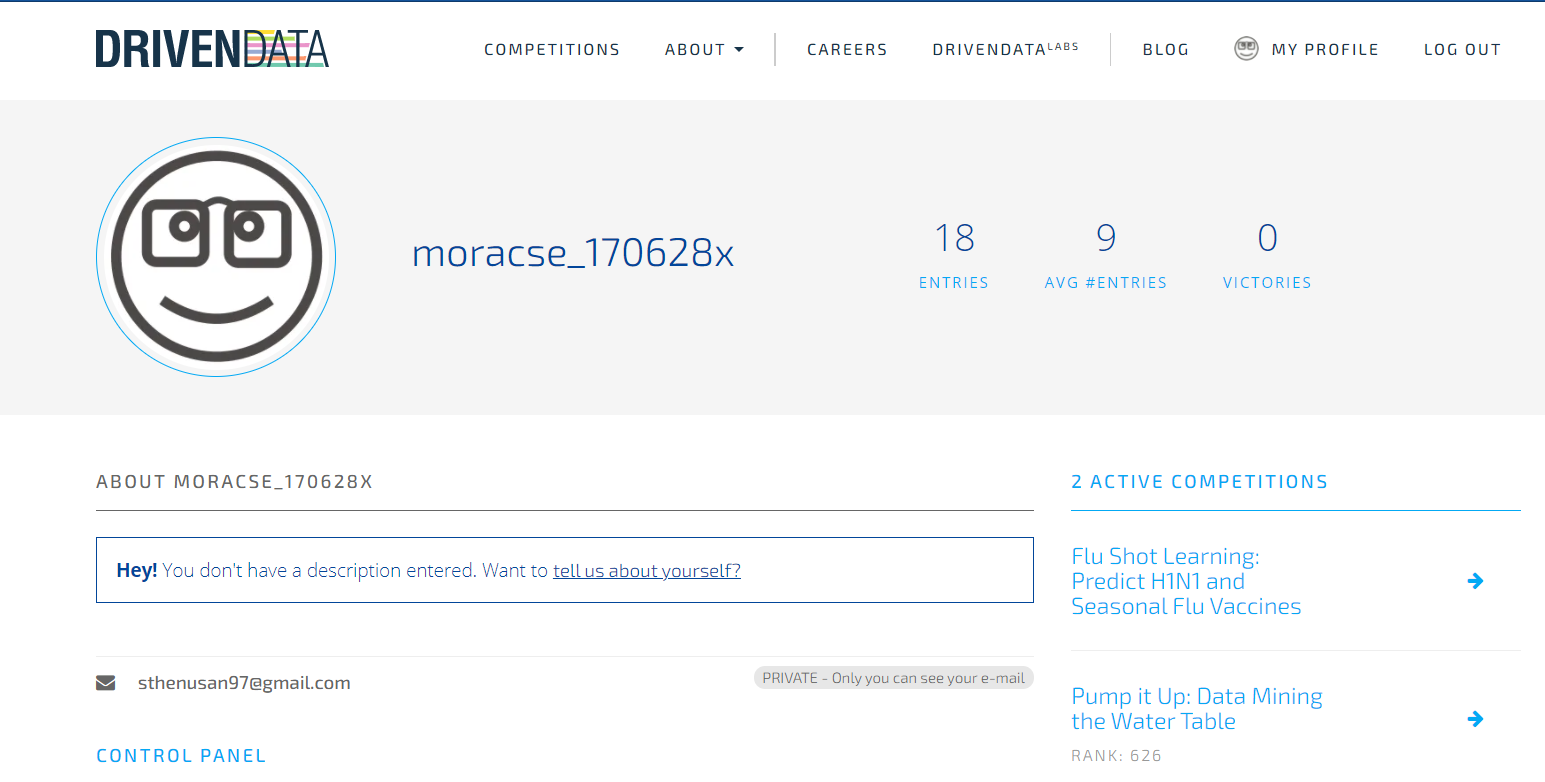 DRIVENDATA
COMPETITIONS ABOUT CAREERS DRIVENDATALABS BLOG MY PROFILE LOG OUT
moracse_170628x
18 9 0
ENTRIES AVG #ENTRIES VICTORIES
ABOUT MORACSE_170628X
Hey! You don't have a description entered. Want to tell us about yourself?
sthenusan97@gmail.com PRIVATE - Only you can see your e-mail
CONTROL PANEL
2 ACTIVE COMPETITIONS
Flu Shot Learning:
Predict H1N1 and
Seasonal Flu Vaccines
Pump it Up: Data Mining
the Water Table
RANK: 626